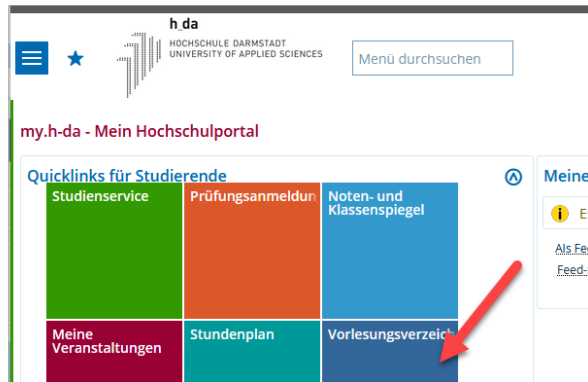 h_da
HOCHSCHULE DARMSTADT
UNIVERSITY OF APPLIED SCIENCES
Menü durchsuchen
my.h-da - Mein Hochschulportal
Quicklinks für Studierende
Meine
Studienservice
Prüfungsanmeldun
Noten- und
Klassenspiegel
Als
Feed-
Meine
Veranstaltungen
Stundenplan
Vorlesungsverzeich